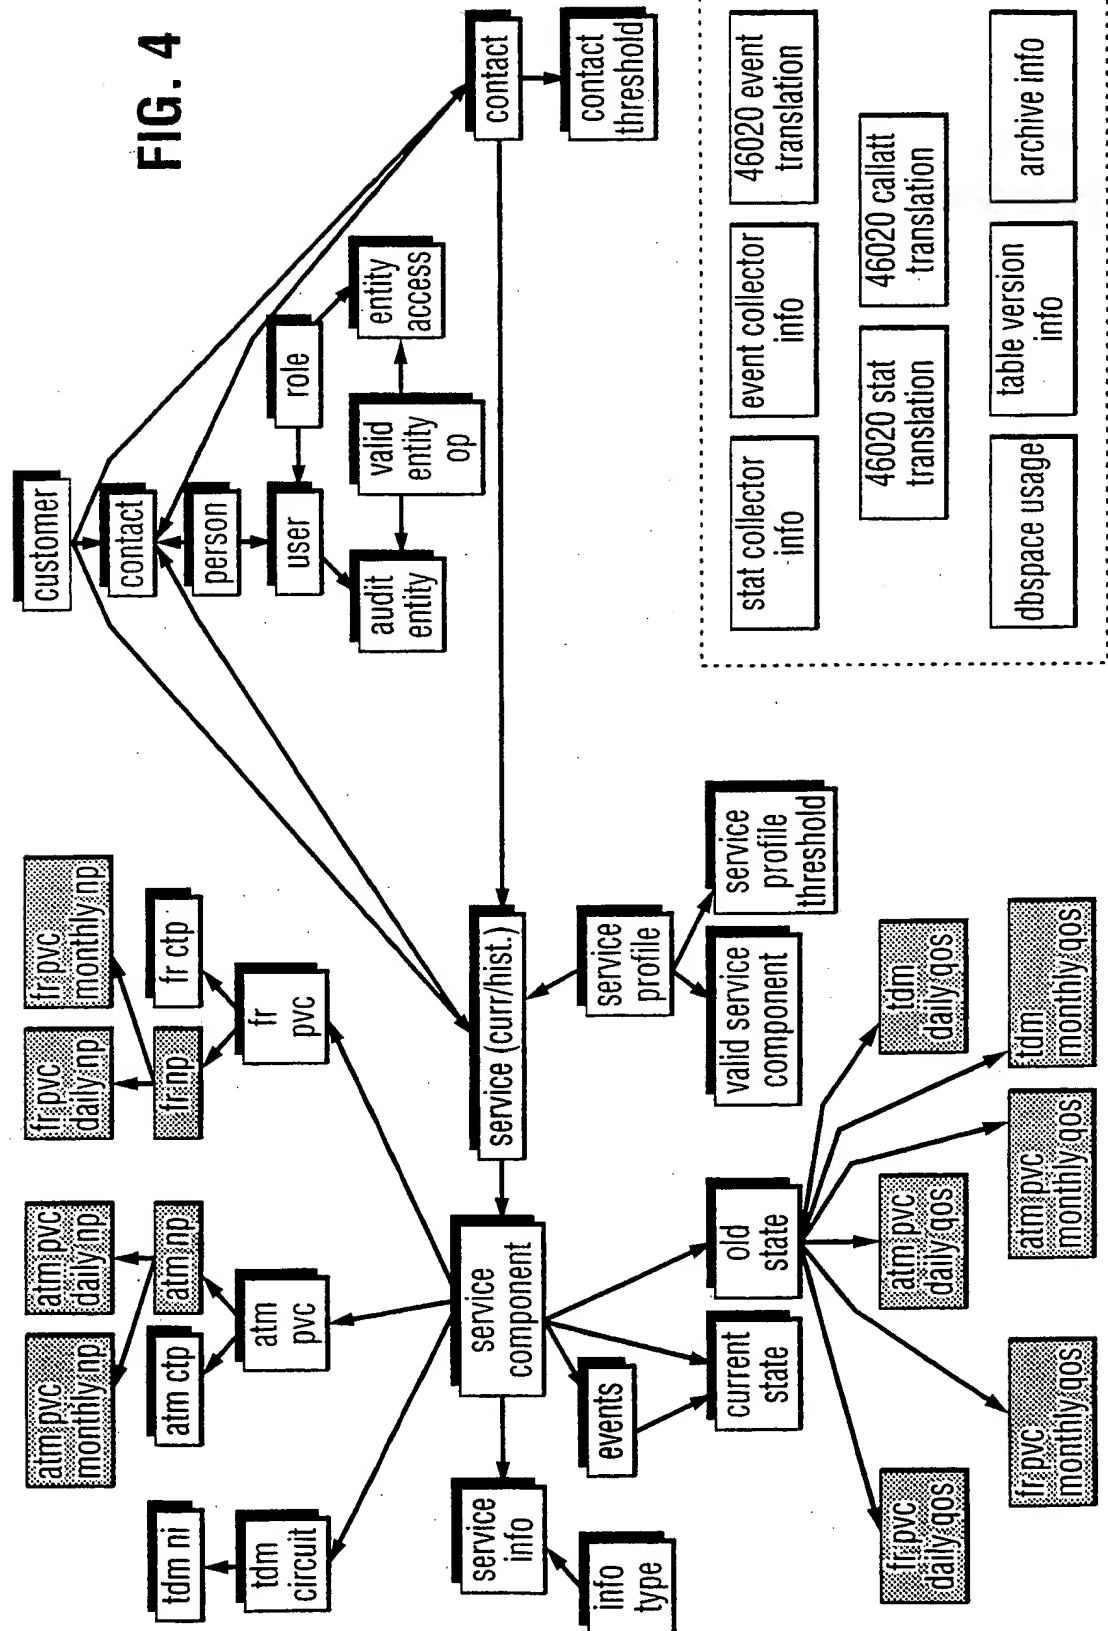 FIG. 4
customer
contact
person
user
role
audit
entity
valid
entity
op
entity
access
contact
contact
threshold
atm pvc
monthly np
atm pvc
daily np
fr pvc
daily np
fr pvc
monthly np
tdm ni
atm ctp
atm np
fr np
fr ctp
tdm
circuit
atm
pvc
fr
pvc
service
info
service
component
service (curr/hist.)
info
type
events
service
profile
current
state
old
state
valid service
component
service
profile
threshold
fr pvc
daily qos
atm pvc
daily qos
tdm
daily qos
fr pvc
monthly qos
atm pvc
monthly qos
tdm
monthly qos
stat collector
info
event collector
info
46020 event
translation
46020 stat
translation
46020 callatt
translation
dbspace usage
table version
info
archive info